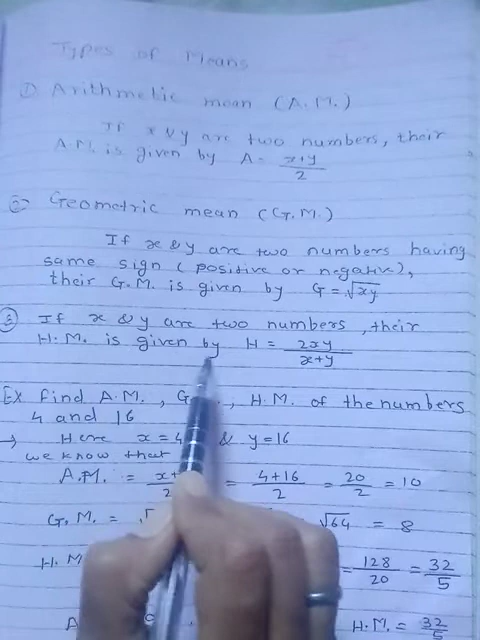 Types of Means
① Arithmetic mean (A.M.)
If x & y are two numbers, their
A.M. is given by A = x+y/2
② Geometric mean (G.M.)
If x & y are two numbers having
same sign (positive or negative),
their G.M. is given by G = √xy
③ If x & y are two numbers, their
H.M. is given by H = 2xy/x+y
Ex find A.M., G , H.M. of the numbers
4 and 16
→ Here x = 4 & y = 16
we know that
A.M. = x+ /2 = 4+16/2 = 20/2 = 10
G.M. = √ √64 = 8
H.M = 128/20 = 32/5
A H.M. = 32/5